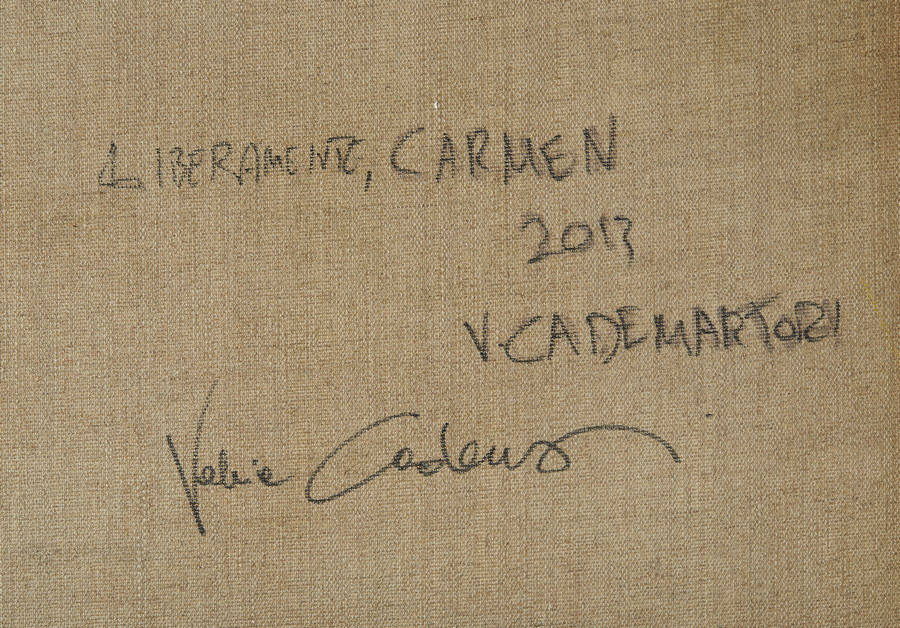 LIBERAMENTE, CARMEN
2013
V. CADEMARTORI